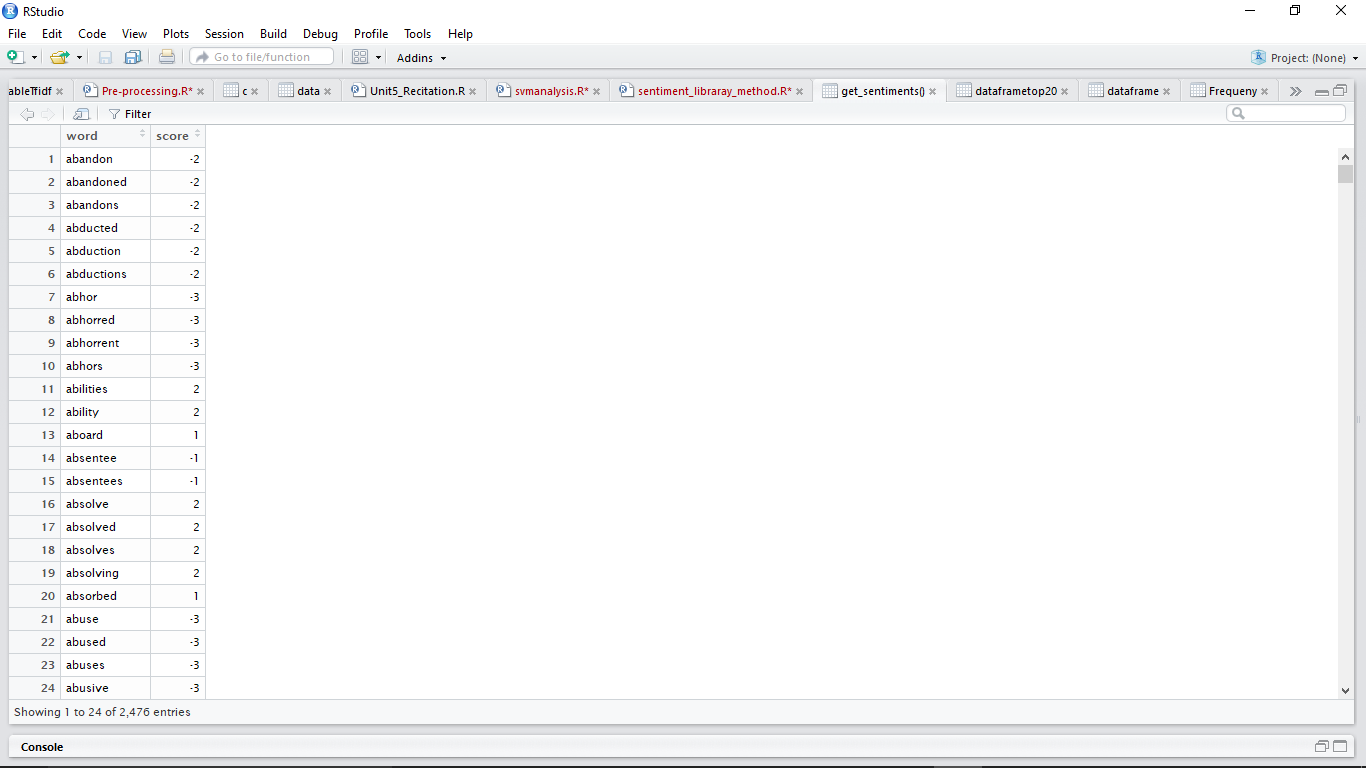 RStudio
File Edit Code View Plots Session Build Debug Profile Tools Help
Go to file/function Addins Project: (None)
ableTfidf Pre-processing.R* c data Unit5_Recitation.R svmanalysis.R* sentiment_libraray_method.R* get_sentiments() dataframetop20 dataframe Frequeny
Filter
word score
1 abandon -2
2 abandoned -2
3 abandons -2
4 abducted -2
5 abduction -2
6 abductions -2
7 abhor -3
8 abhorred -3
9 abhorrent -3
10 abhors -3
11 abilities 2
12 ability 2
13 aboard 1
14 absentee -1
15 absentees -1
16 absolve 2
17 absolved 2
18 absolves 2
19 absolving 2
20 absorbed 1
21 abuse -3
22 abused -3
23 abuses -3
24 abusive -3
Showing 1 to 24 of 2,476 entries
Console